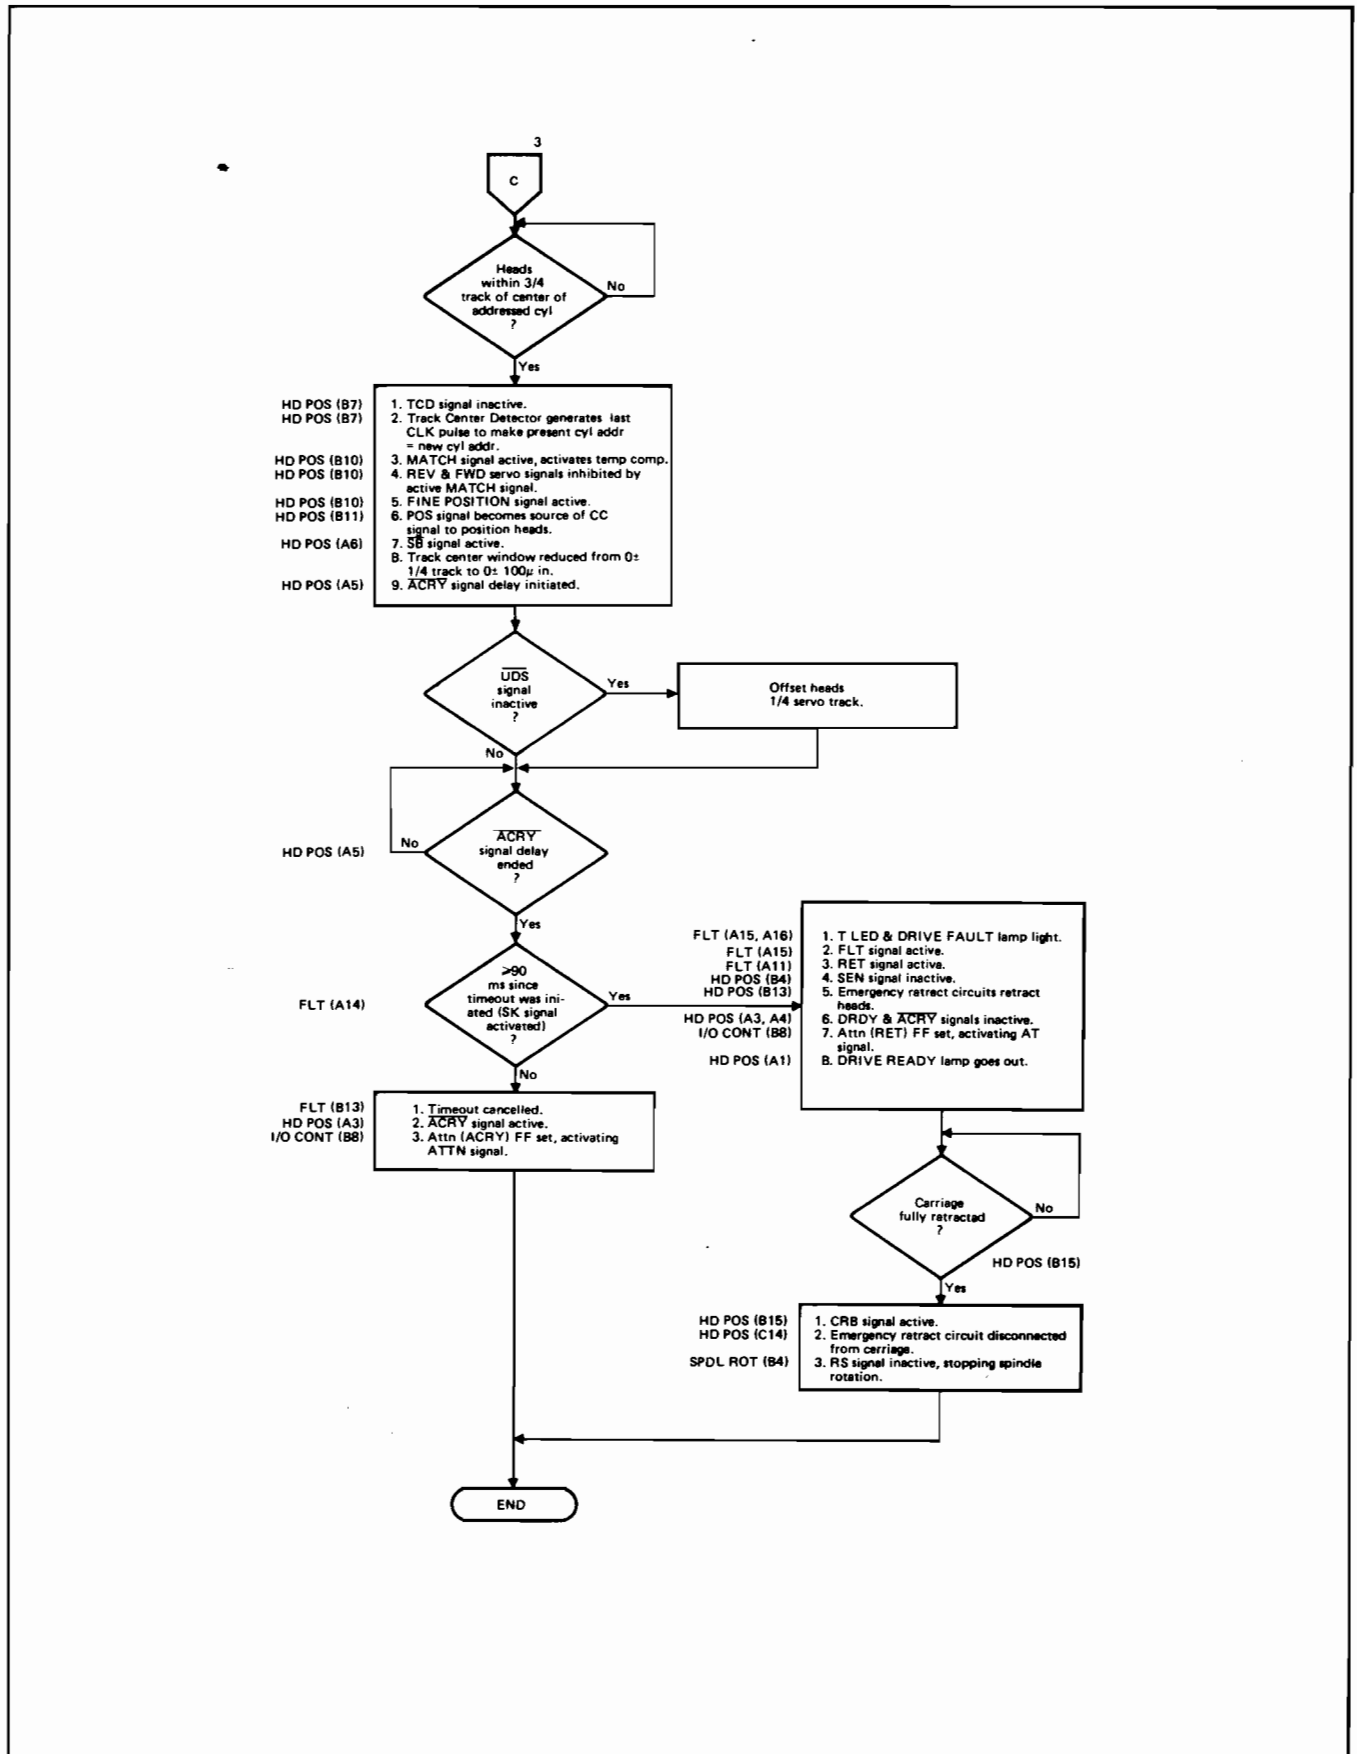 3
C
Heads
within 3/4
track of center of
addressed cyl
?
No
Yes
HD POS (B7)
HD POS (B7)
HD POS (B10)
HD POS (B10)
HD POS (B10)
HD POS (B11)
HD POS (A6)
HD POS (A5)
1. TCD signal inactive.
2. Track Center Detector generates last
CLK pulse to make present cyl addr
= new cyl addr.
3. MATCH signal active, activates temp comp.
4. REV & FWD servo signals inhibited by
active MATCH signal.
5. FINE POSITION signal active.
6. POS signal becomes source of CC
signal to position heads.
7. S̅B̅ signal active.
8. Track center window reduced from 0±
1/4 track to 0± 100μ in.
9. A̅C̅R̅Y̅ signal delay initiated.
U̅D̅S̅
signal
inactive
?
Yes
Offset heads
1/4 servo track.
No
HD POS (A5)
No
A̅C̅R̅Y̅
signal delay
ended
?
Yes
FLT (A14)
>90
ms since
timeout was ini-
ated (SK signal
activated)
?
Yes
No
FLT (A15, A16)
FLT (A15)
FLT (A11)
HD POS (B4)
HD POS (B13)
HD POS (A3, A4)
I/O CONT (B8)
HD POS (A1)
1. T LED & DRIVE FAULT lamp light.
2. FLT signal active.
3. RET signal active.
4. SEN signal inactive.
5. Emergency retract circuits retract
heads.
6. DRDY & A̅C̅R̅Y̅ signals inactive.
7. Attn (RET) FF set, activating AT
signal.
8. DRIVE READY lamp goes out.
FLT (B13)
HD POS (A3)
I/O CONT (B8)
1. Timeout cancelled.
2. A̅C̅R̅Y̅ signal active.
3. Attn (ACRY) FF set, activating
ATTN signal.
Carriage
fully retracted
?
No
HD POS (B15)
Yes
HD POS (B15)
HD POS (C14)
SPDL ROT (B4)
1. CRB signal active.
2. Emergency retract circuit disconnected
from carriage.
3. RS signal inactive, stopping spindle
rotation.
END